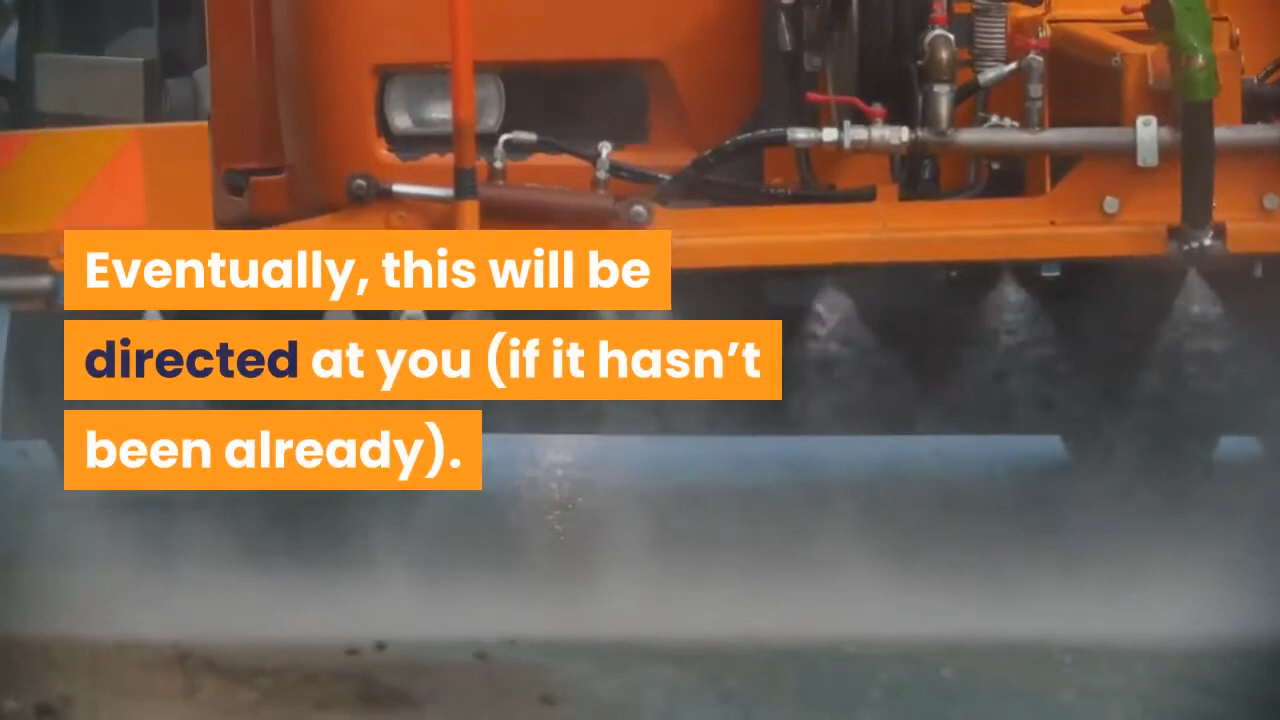 Eventually, this will be
directed at you (if it hasn’t
been already).